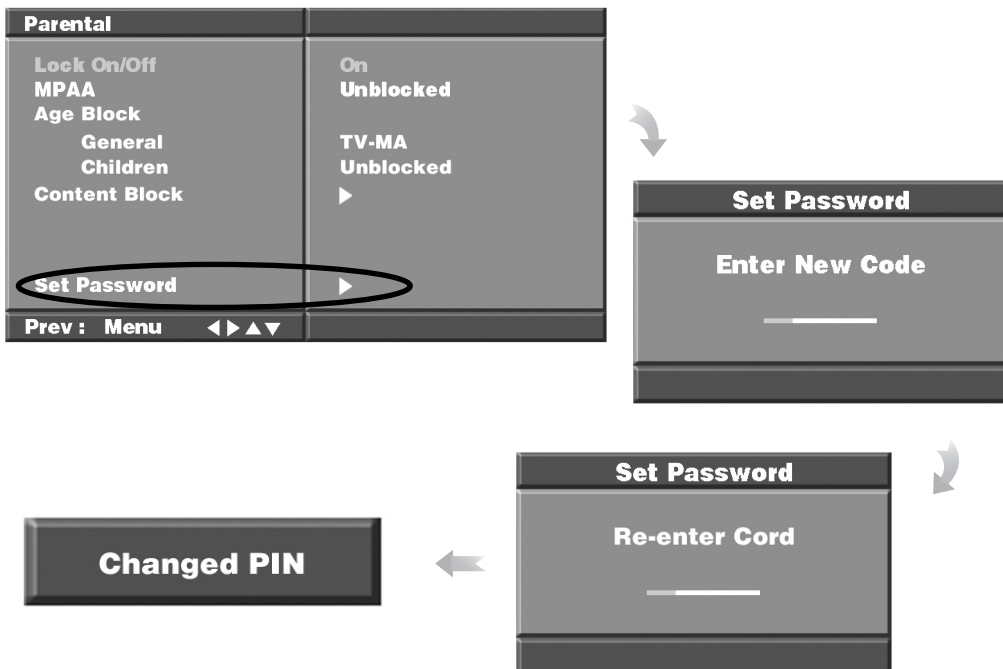 Parental
Lock On/Off On
MPAA Unblocked
Age Block
General TV-MA
Children Unblocked
Content Block ▶
Set Password ▶
Prev : Menu ◀▶▲▼
Set Password
Enter New Code
Set Password
Re-enter Cord
Changed PIN